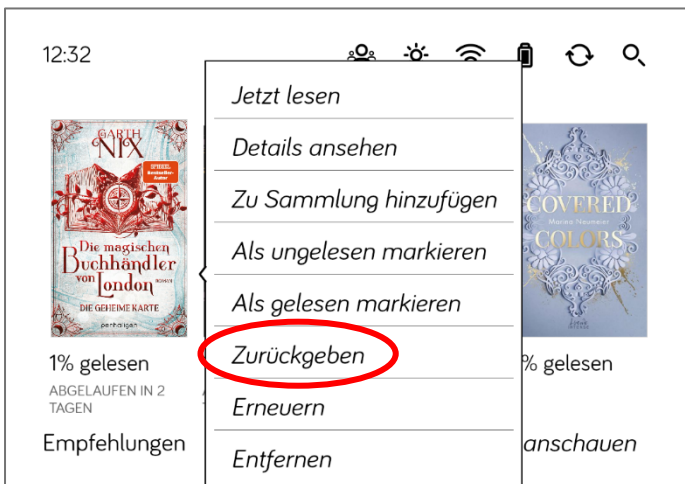 12:32
Jetzt lesen
Details ansehen
Zu Sammlung hinzufügen
Als ungelesen markieren
Als gelesen markieren
Zurückgeben
Erneuern
Entfernen
GARTH
NIX
SPIEGEL
Bestseller-
Autor
Die magischen
Buchhändler
von London
ROMAN
DIE GEHEIME KARTE
penhaligon
1% gelesen
ABGELAUFEN IN 2
TAGEN
Empfehlungen
COVERED
Marine Neumeier
COLORS
% gelesen
anschauen